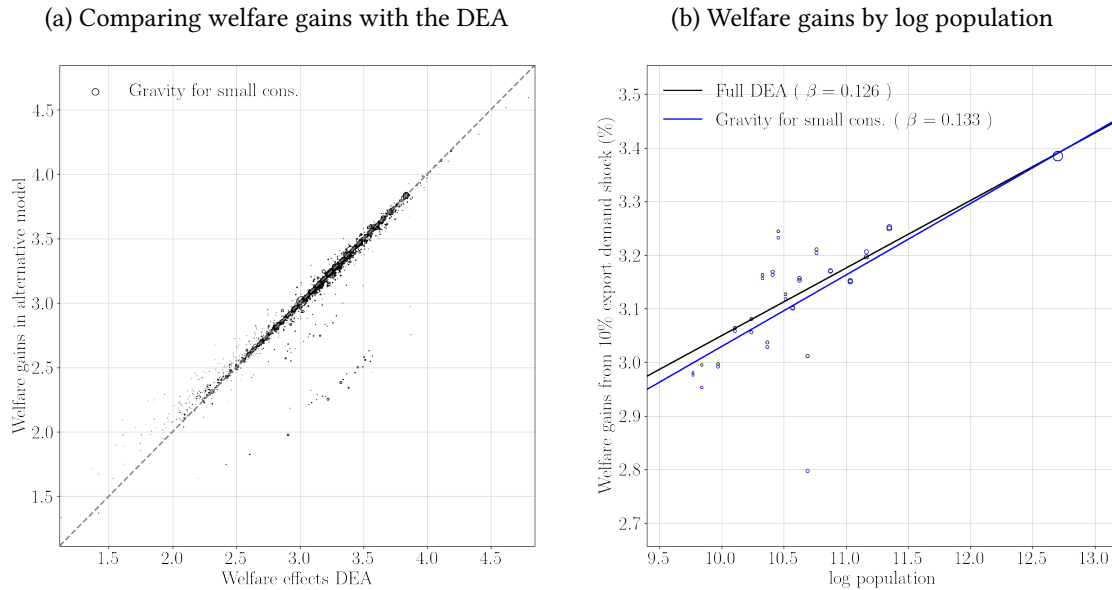 (a) Comparing welfare gains with the DEA
Gravity for small cons.
Welfare gains in alternative model
4.5
4.0
3.5
3.0
2.5
2.0
1.5
1.5 2.0 2.5 3.0 3.5 4.0 4.5
Welfare effects DEA
(b) Welfare gains by log population
Full DEA ( β = 0.126 )
Gravity for small cons. ( β = 0.133 )
Welfare gains from 10% export demand shock (%)
3.5
3.4
3.3
3.2
3.1
3.0
2.9
2.8
2.7
9.5 10.0 10.5 11.0 11.5 12.0 12.5 13.0
log population